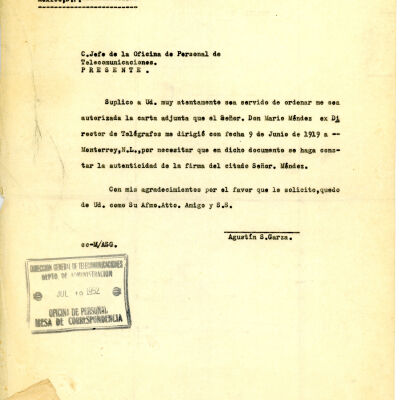 C.Jefe de la Oficina de Personal de
Telecomunicaciones.
P R E S E N T E .
Suplico a Ud. muy atentamente sea servido de ordenar me sea
autorizada la carta adjunta que el Señor. Don Mario Méndez ex Di
rector de Telégrafos me dirigió con fecha 9 de Junio de 1919 a --
Monterrey,N.L.,por necesitar que en dicho documento se haga cons-
tar la autenticidad de la firma del citado Señor. Méndez.
Con mis agradecimientos por el favor que le solicito,quedo
de Ud. como Su Afmo.Atto. Amigo y S.S.
Agustín S.Garza.
cc-M/ASG.
DIRECCION GENERAL DE TELECOMUNICACIONES
DEPTO. DE ADMINISTRACION
JUL 10 1952
OFICINA DE PERSONAL
MESA DE CORRESPONDENCIA